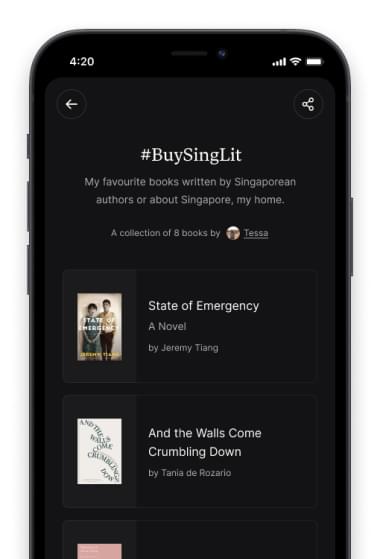 4:20
#BuySingLit
My favourite books written by Singaporean
authors or about Singapore, my home.
A collection of 8 books by Tessa
STATE OF
EMERGENCY
JEREMY TIANG
State of Emergency
A Novel
by Jeremy Tiang
AND THE
WALLS
COME
CRUMBLING
DOWN
And the Walls Come
Crumbling Down
by Tania de Rozario